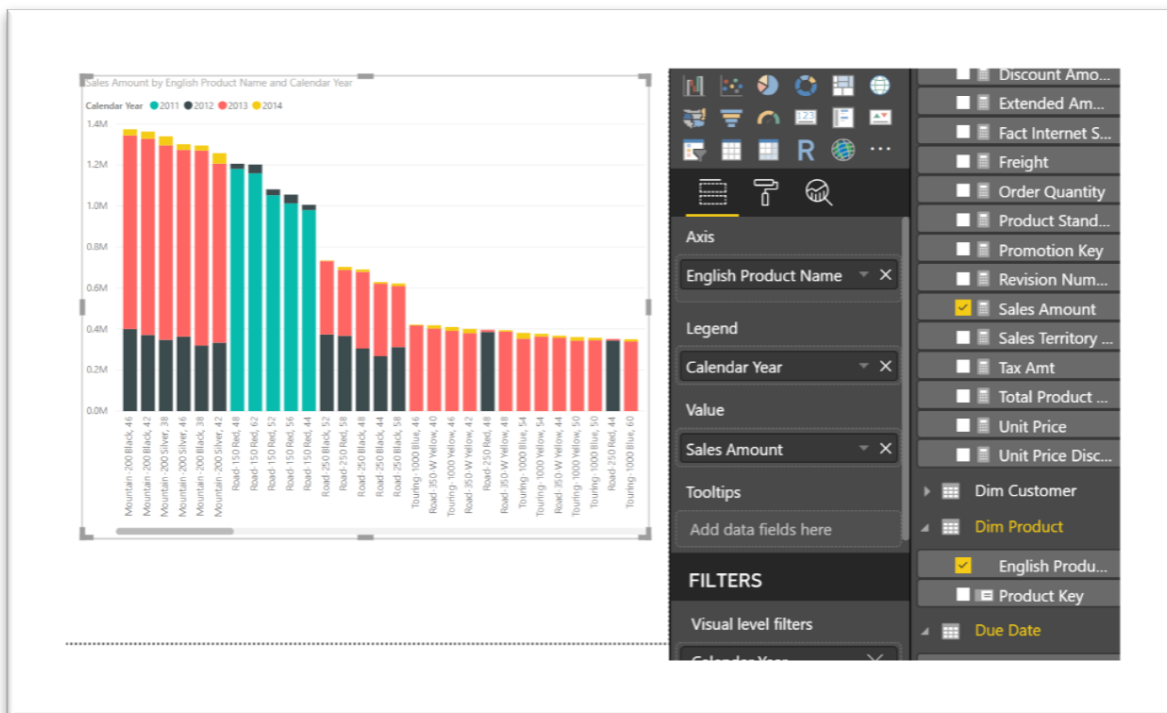 Sales Amount by English Product Name and Calendar Year
Calendar Year 2011 2012 2013 2014
1.4M
1.2M
1.0M
0.8M
0.6M
0.4M
0.2M
0.0M
Mountain-200 Black, 46
Mountain-200 Black, 42
Mountain-200 Silver, 38
Mountain-200 Silver, 46
Mountain-200 Black, 38
Mountain-200 Silver, 42
Road-150 Red, 48
Road-150 Red, 62
Road-150 Red, 52
Road-150 Red, 56
Road-150 Red, 44
Road-250 Black, 52
Road-250 Red, 58
Road-250 Black, 48
Road-250 Black, 44
Road-250 Black, 58
Touring-1000 Blue, 46
Road-350-W Yellow, 40
Touring-1000 Yellow, 46
Road-350-W Yellow, 42
Road-250 Red, 48
Road-350-W Yellow, 48
Touring-1000 Blue, 54
Touring-1000 Yellow, 54
Road-350-W Yellow, 44
Touring-1000 Yellow, 50
Touring-1000 Blue, 50
Road-250 Red, 44
Touring-1000 Blue, 60
123
R
Axis
English Product Name
Legend
Calendar Year
Value
Sales Amount
Tooltips
Add data fields here
FILTERS
Visual level filters
Calendar Year
Discount Amo...
Extended Am...
Fact Internet S...
Freight
Order Quantity
Product Stand...
Promotion Key
Revision Num...
Sales Amount
Sales Territory ...
Tax Amt
Total Product ...
Unit Price
Unit Price Disc...
Dim Customer
Dim Product
English Produ...
Product Key
Due Date